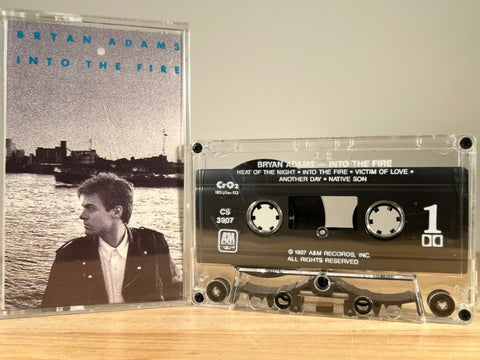 BRYAN ADAMS
INTO THE FIRE
BRYAN ADAMS — INTO THE FIRE
HEAT OF THE NIGHT • INTO THE FIRE • VICTIM OF LOVE •
ANOTHER DAY • NATIVE SON
CrO₂
CS
3907
A&M
1
℗ 1987 A&M RECORDS, INC.
ALL RIGHTS RESERVED